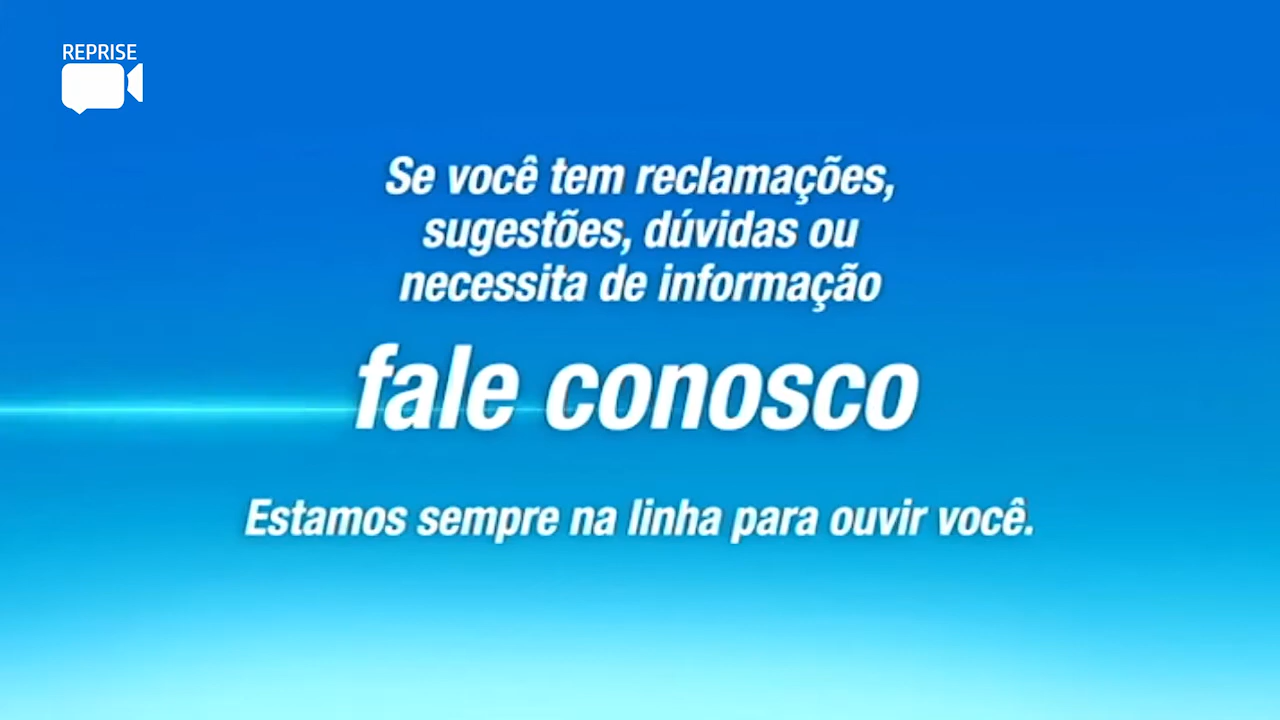 REPRISE
Se você tem reclamações,
sugestões, dúvidas ou
necessita de informação
fale conosco
Estamos sempre na linha para ouvir você.